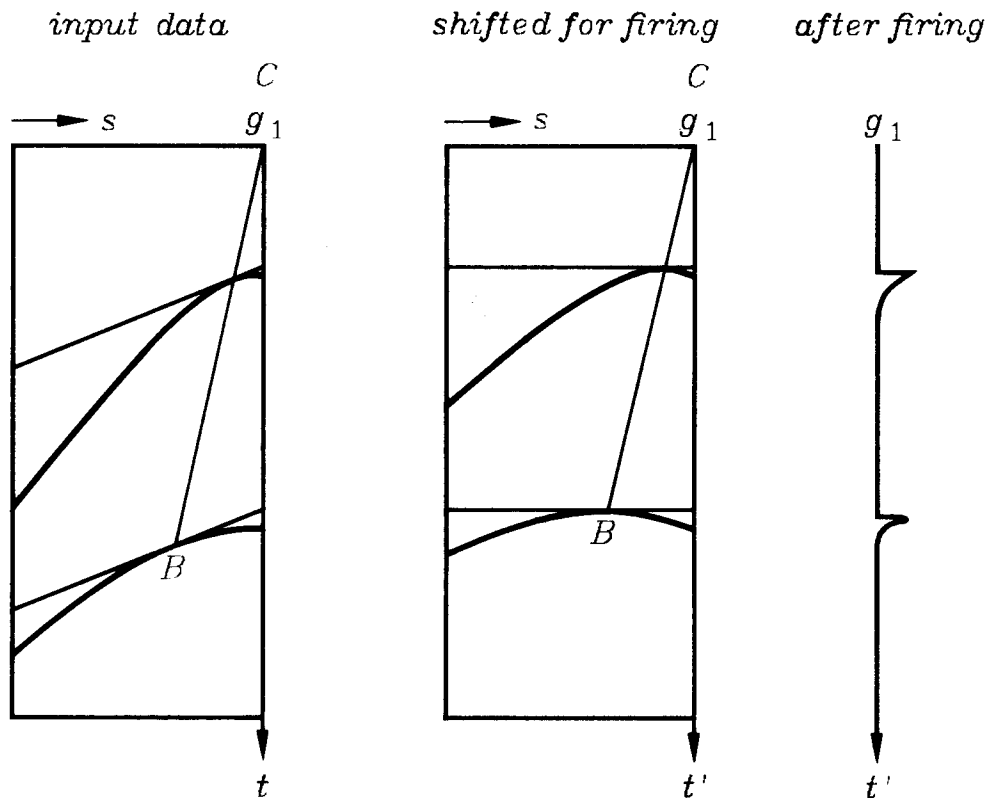 input data
shifted for firing
after firing
C
C
s
g 1
s
g 1
g 1
B
B
t
t'
t'